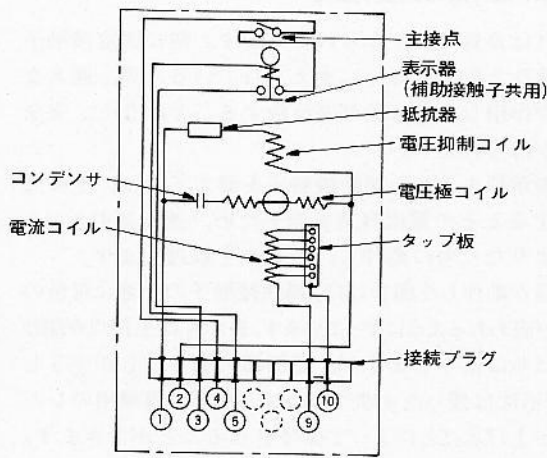 主接点
表示器
(補助接触子共用)
抵抗器
電圧抑制コイル
コンデンサ
電圧極コイル
電流コイル
タップ板
接続プラグ
① ② ③ ④ ⑤ ⑨ ⑩